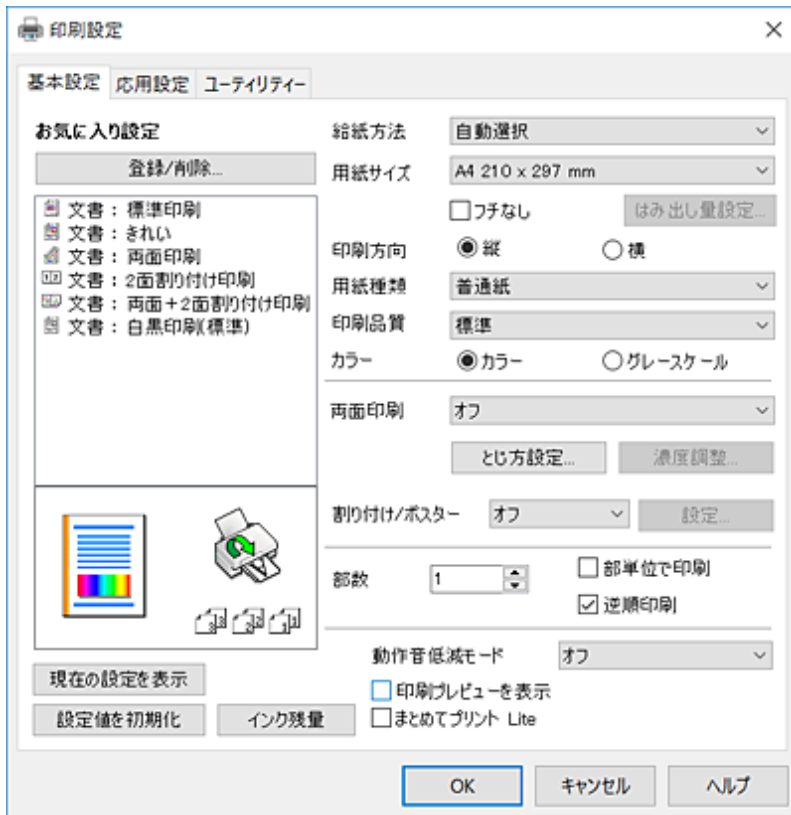 印刷設定
基本設定 応用設定 ユーティリティー
お気に入り設定
登録/削除...
文書 : 標準印刷
文書 : きれい
文書 : 両面印刷
文書 : 2面割り付け印刷
文書 : 両面+2面割り付け印刷
文書 : 白黒印刷(標準)
現在の設定を表示
設定値を初期化 インク残量
給紙方法 自動選択
用紙サイズ A4 210 x 297 mm
フチなし はみ出し量設定...
印刷方向 縦 横
用紙種類 普通紙
印刷品質 標準
カラー カラー グレースケール
両面印刷 オフ
とじ方設定... 濃度調整...
割り付け/ポスター オフ 設定...
部数 1 部単位で印刷
逆順印刷
動作音低減モード オフ
印刷プレビューを表示
まとめてプリント Lite
OK キャンセル ヘルプ